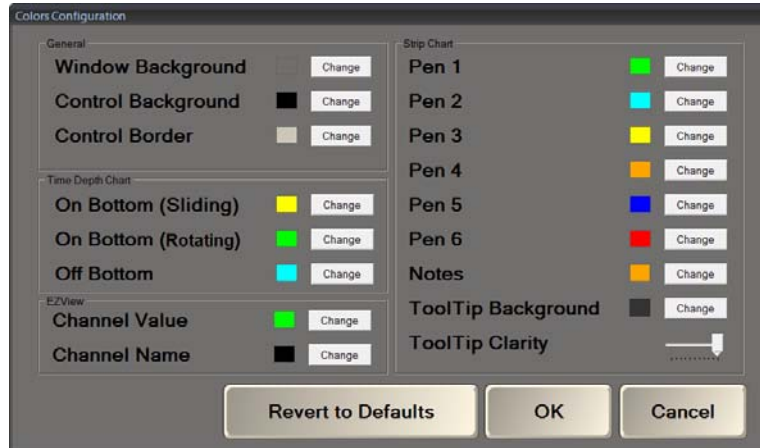 Colors Configuration
General
Window Background Change
Control Background Change
Control Border Change
Time Depth Chart
On Bottom (Sliding) Change
On Bottom (Rotating) Change
Off Bottom Change
EZView
Channel Value Change
Channel Name Change
Strip Chart
Pen 1 Change
Pen 2 Change
Pen 3 Change
Pen 4 Change
Pen 5 Change
Pen 6 Change
Notes Change
ToolTip Background Change
ToolTip Clarity
Revert to Defaults OK Cancel